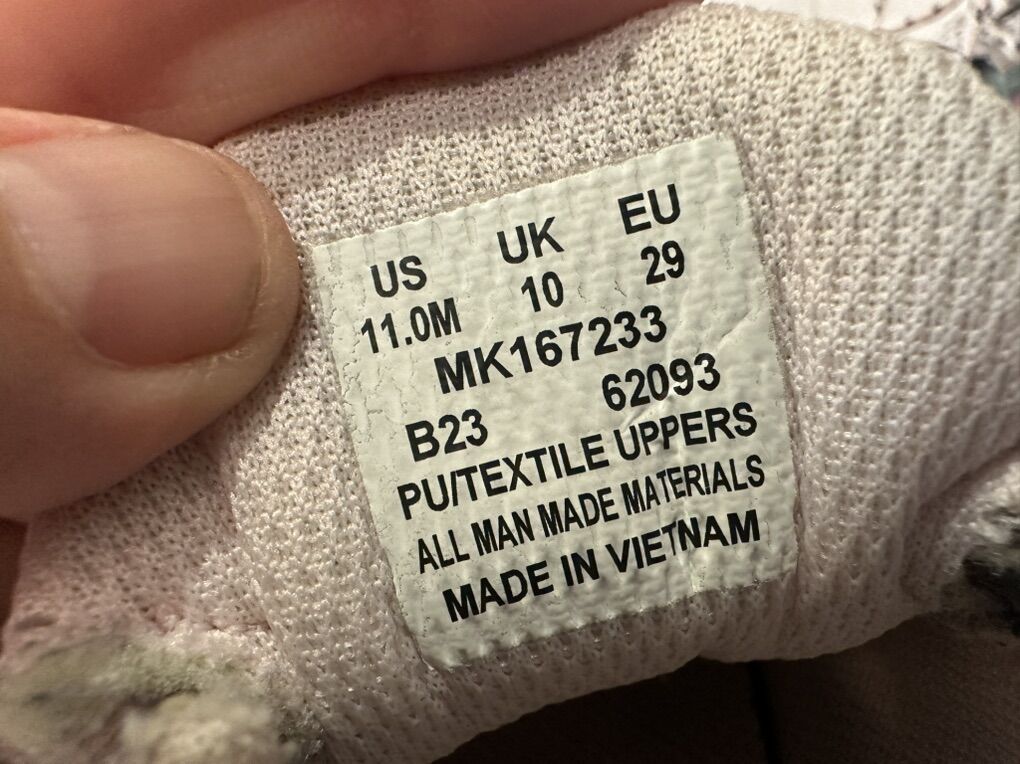 US UK EU
11.0M 10 29
MK167233
B23 62093
PU/TEXTILE UPPERS
ALL MAN MADE MATERIALS
MADE IN VIETNAM